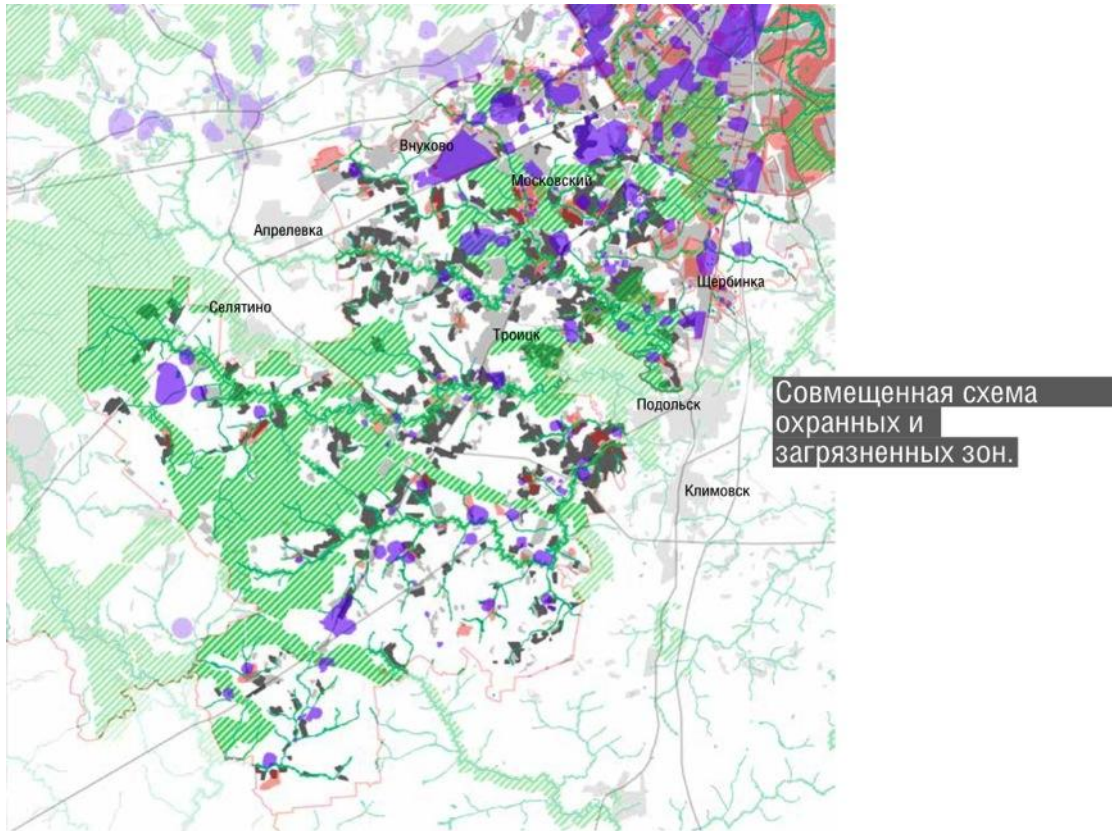 Внуково
Московский
Апрелевка
Щербинка
Селятино
Троицк
Подольск
Климовск
Совмещенная схема
охранных и
загрязненных зон.